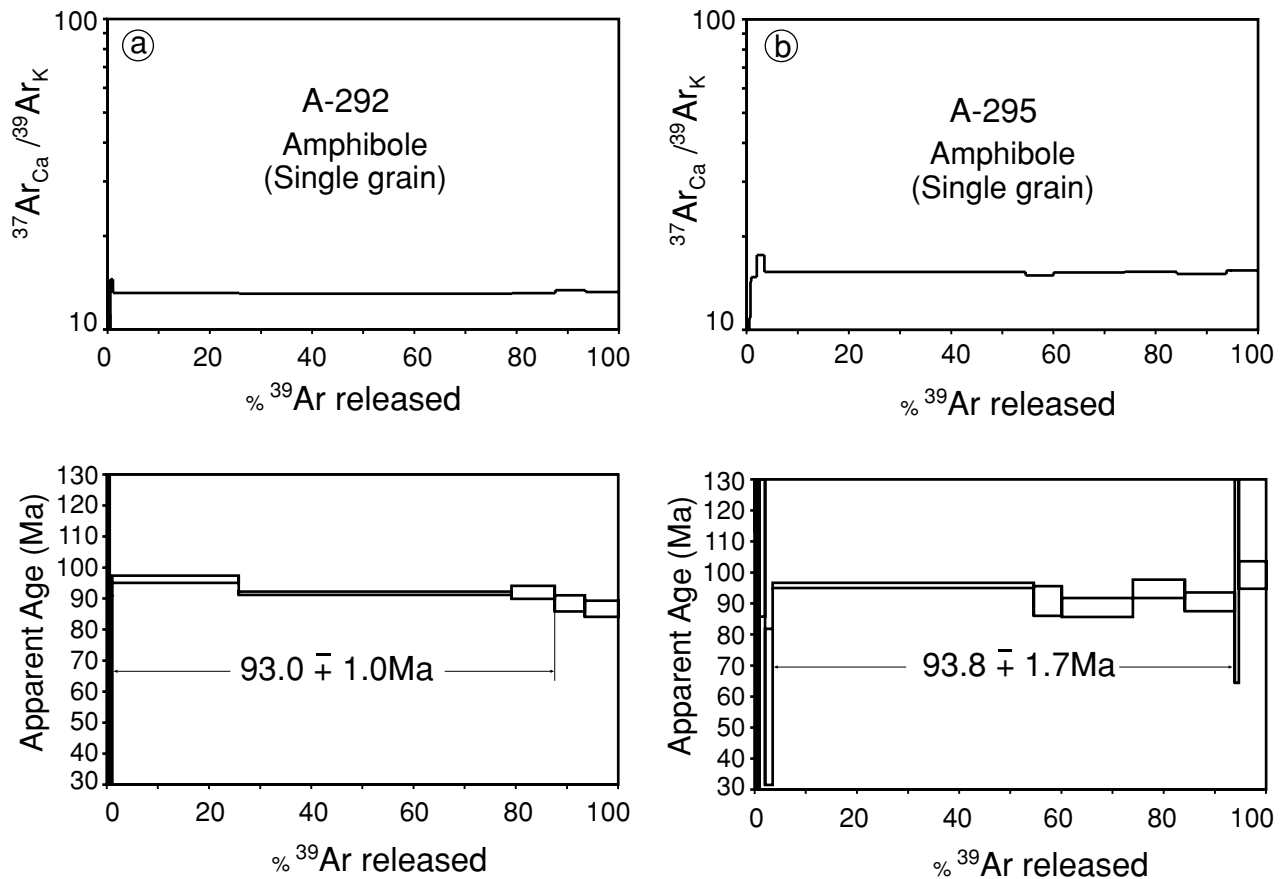 a
A-292
Amphibole
(Single grain)
³⁷Ar_Ca /³⁹Ar_K
100
10
0 20 40 60 80 100
% ³⁹Ar released
b
A-295
Amphibole
(Single grain)
³⁷Ar_Ca /³⁹Ar_K
100
10
0 20 40 60 80 100
% ³⁹Ar released
Apparent Age (Ma)
130
120
110
100
90
80
70
60
50
40
30
93.0 ∓ 1.0Ma
0 20 40 60 80 100
% ³⁹Ar released
Apparent Age (Ma)
130
120
110
100
90
80
70
60
50
40
30
93.8 ∓ 1.7Ma
0 20 40 60 80 100
% ³⁹Ar released